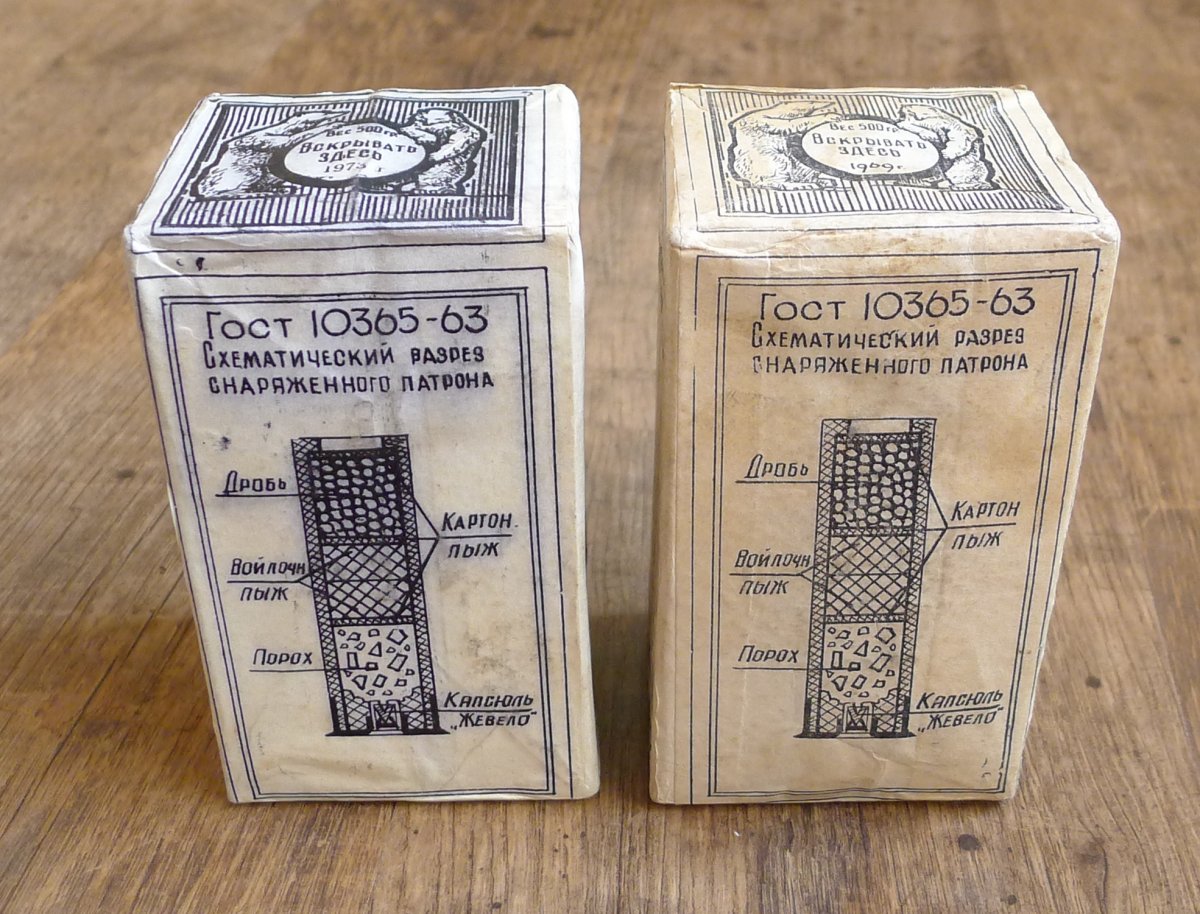 Вес 500 гр
Вскрывать
здесь
1973 г
Гост 10365-63
Схематический разрез
снаряженного патрона
Дробь
Картон.
пыж
Войлочн
пыж
Порох
Капсюль
„Жевело"
Вес 500 гр
Вскрывать
здесь
1969 г.
Гост 10365-63
Схематический разрез
снаряженного патрона
Дробь
Картон
пыж
Войлочн
пыж
Порох
Капсюль
„Жевело"